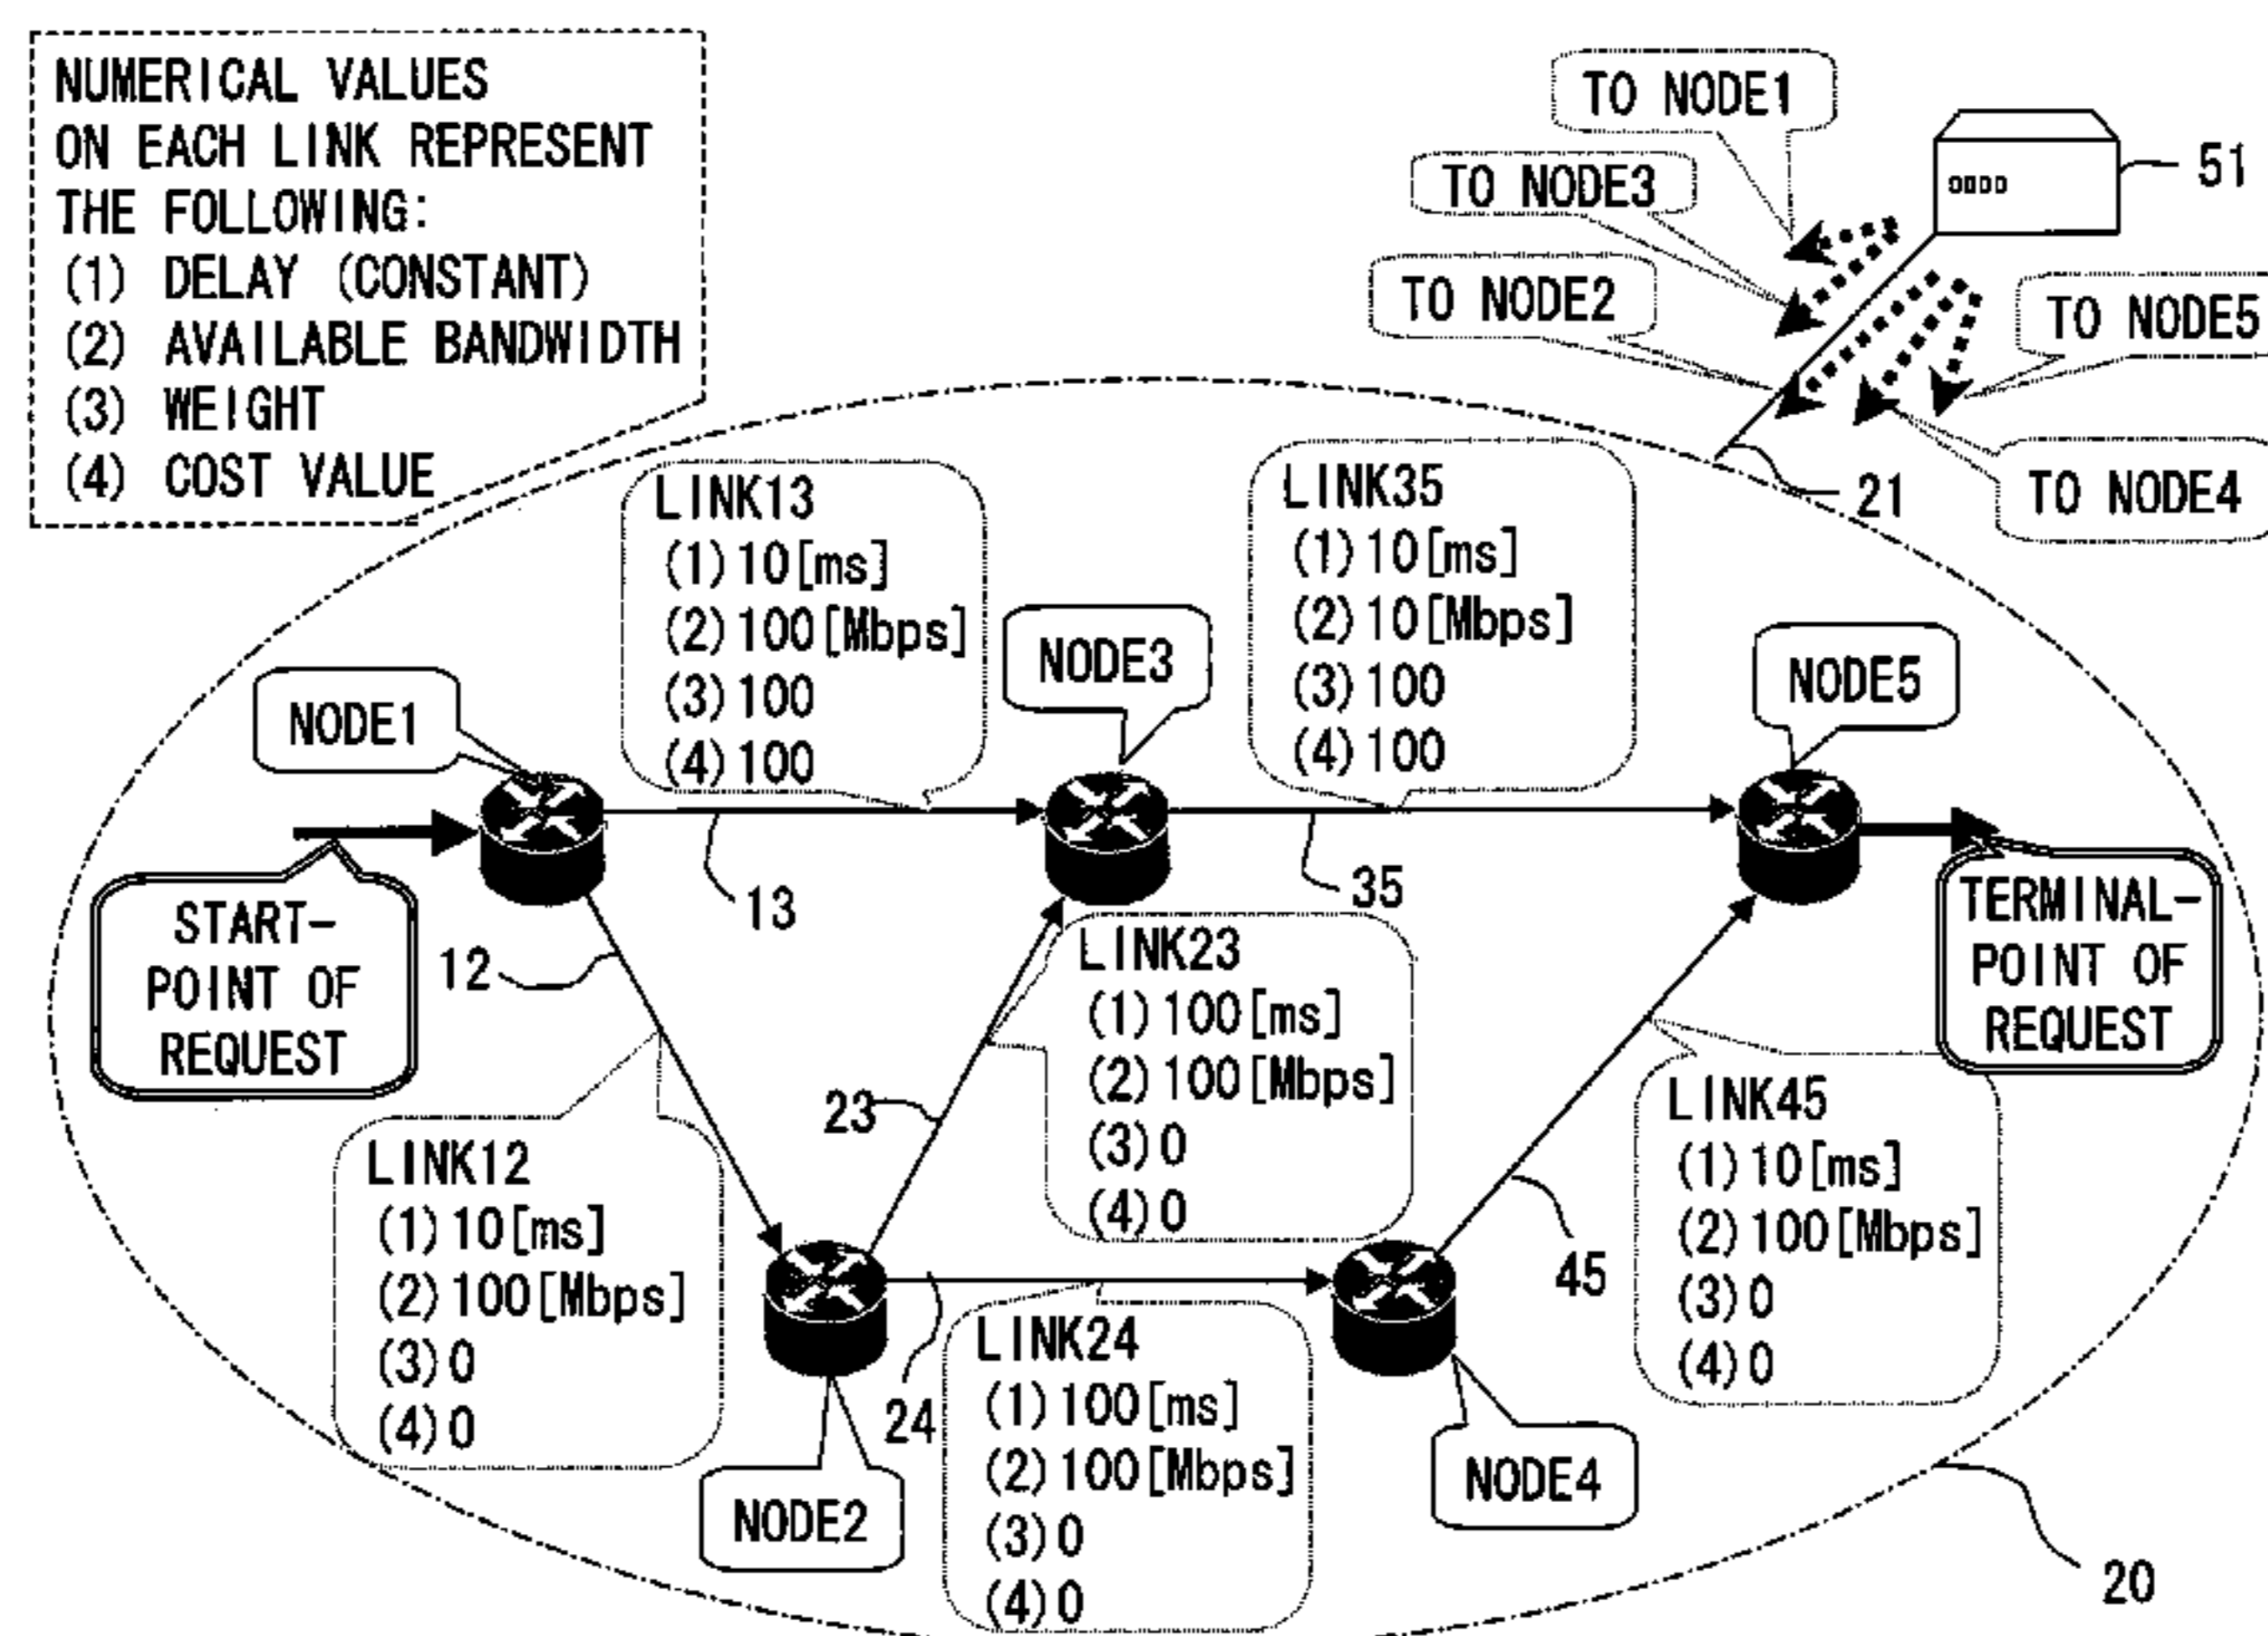 NUMERICAL VALUES
ON EACH LINK REPRESENT
THE FOLLOWING:
(1) DELAY (CONSTANT)
(2) AVAILABLE BANDWIDTH
(3) WEIGHT
(4) COST VALUE
TO NODE1
TO NODE3
TO NODE2
51
TO NODE5
TO NODE4
21
LINK13
(1)10[ms]
(2)100[Mbps]
(3)100
(4)100
LINK35
(1)10[ms]
(2)10[Mbps]
(3)100
(4)100
NODE1
NODE3
NODE5
13
35
START-
POINT OF
REQUEST
12
TERMINAL-
POINT OF
REQUEST
LINK23
(1)100[ms]
(2)100[Mbps]
(3)0
(4)0
23
LINK12
(1)10[ms]
(2)100[Mbps]
(3)0
(4)0
LINK45
(1)10[ms]
(2)100[Mbps]
(3)0
(4)0
45
24
LINK24
(1)100[ms]
(2)100[Mbps]
(3)0
(4)0
NODE2
NODE4
20